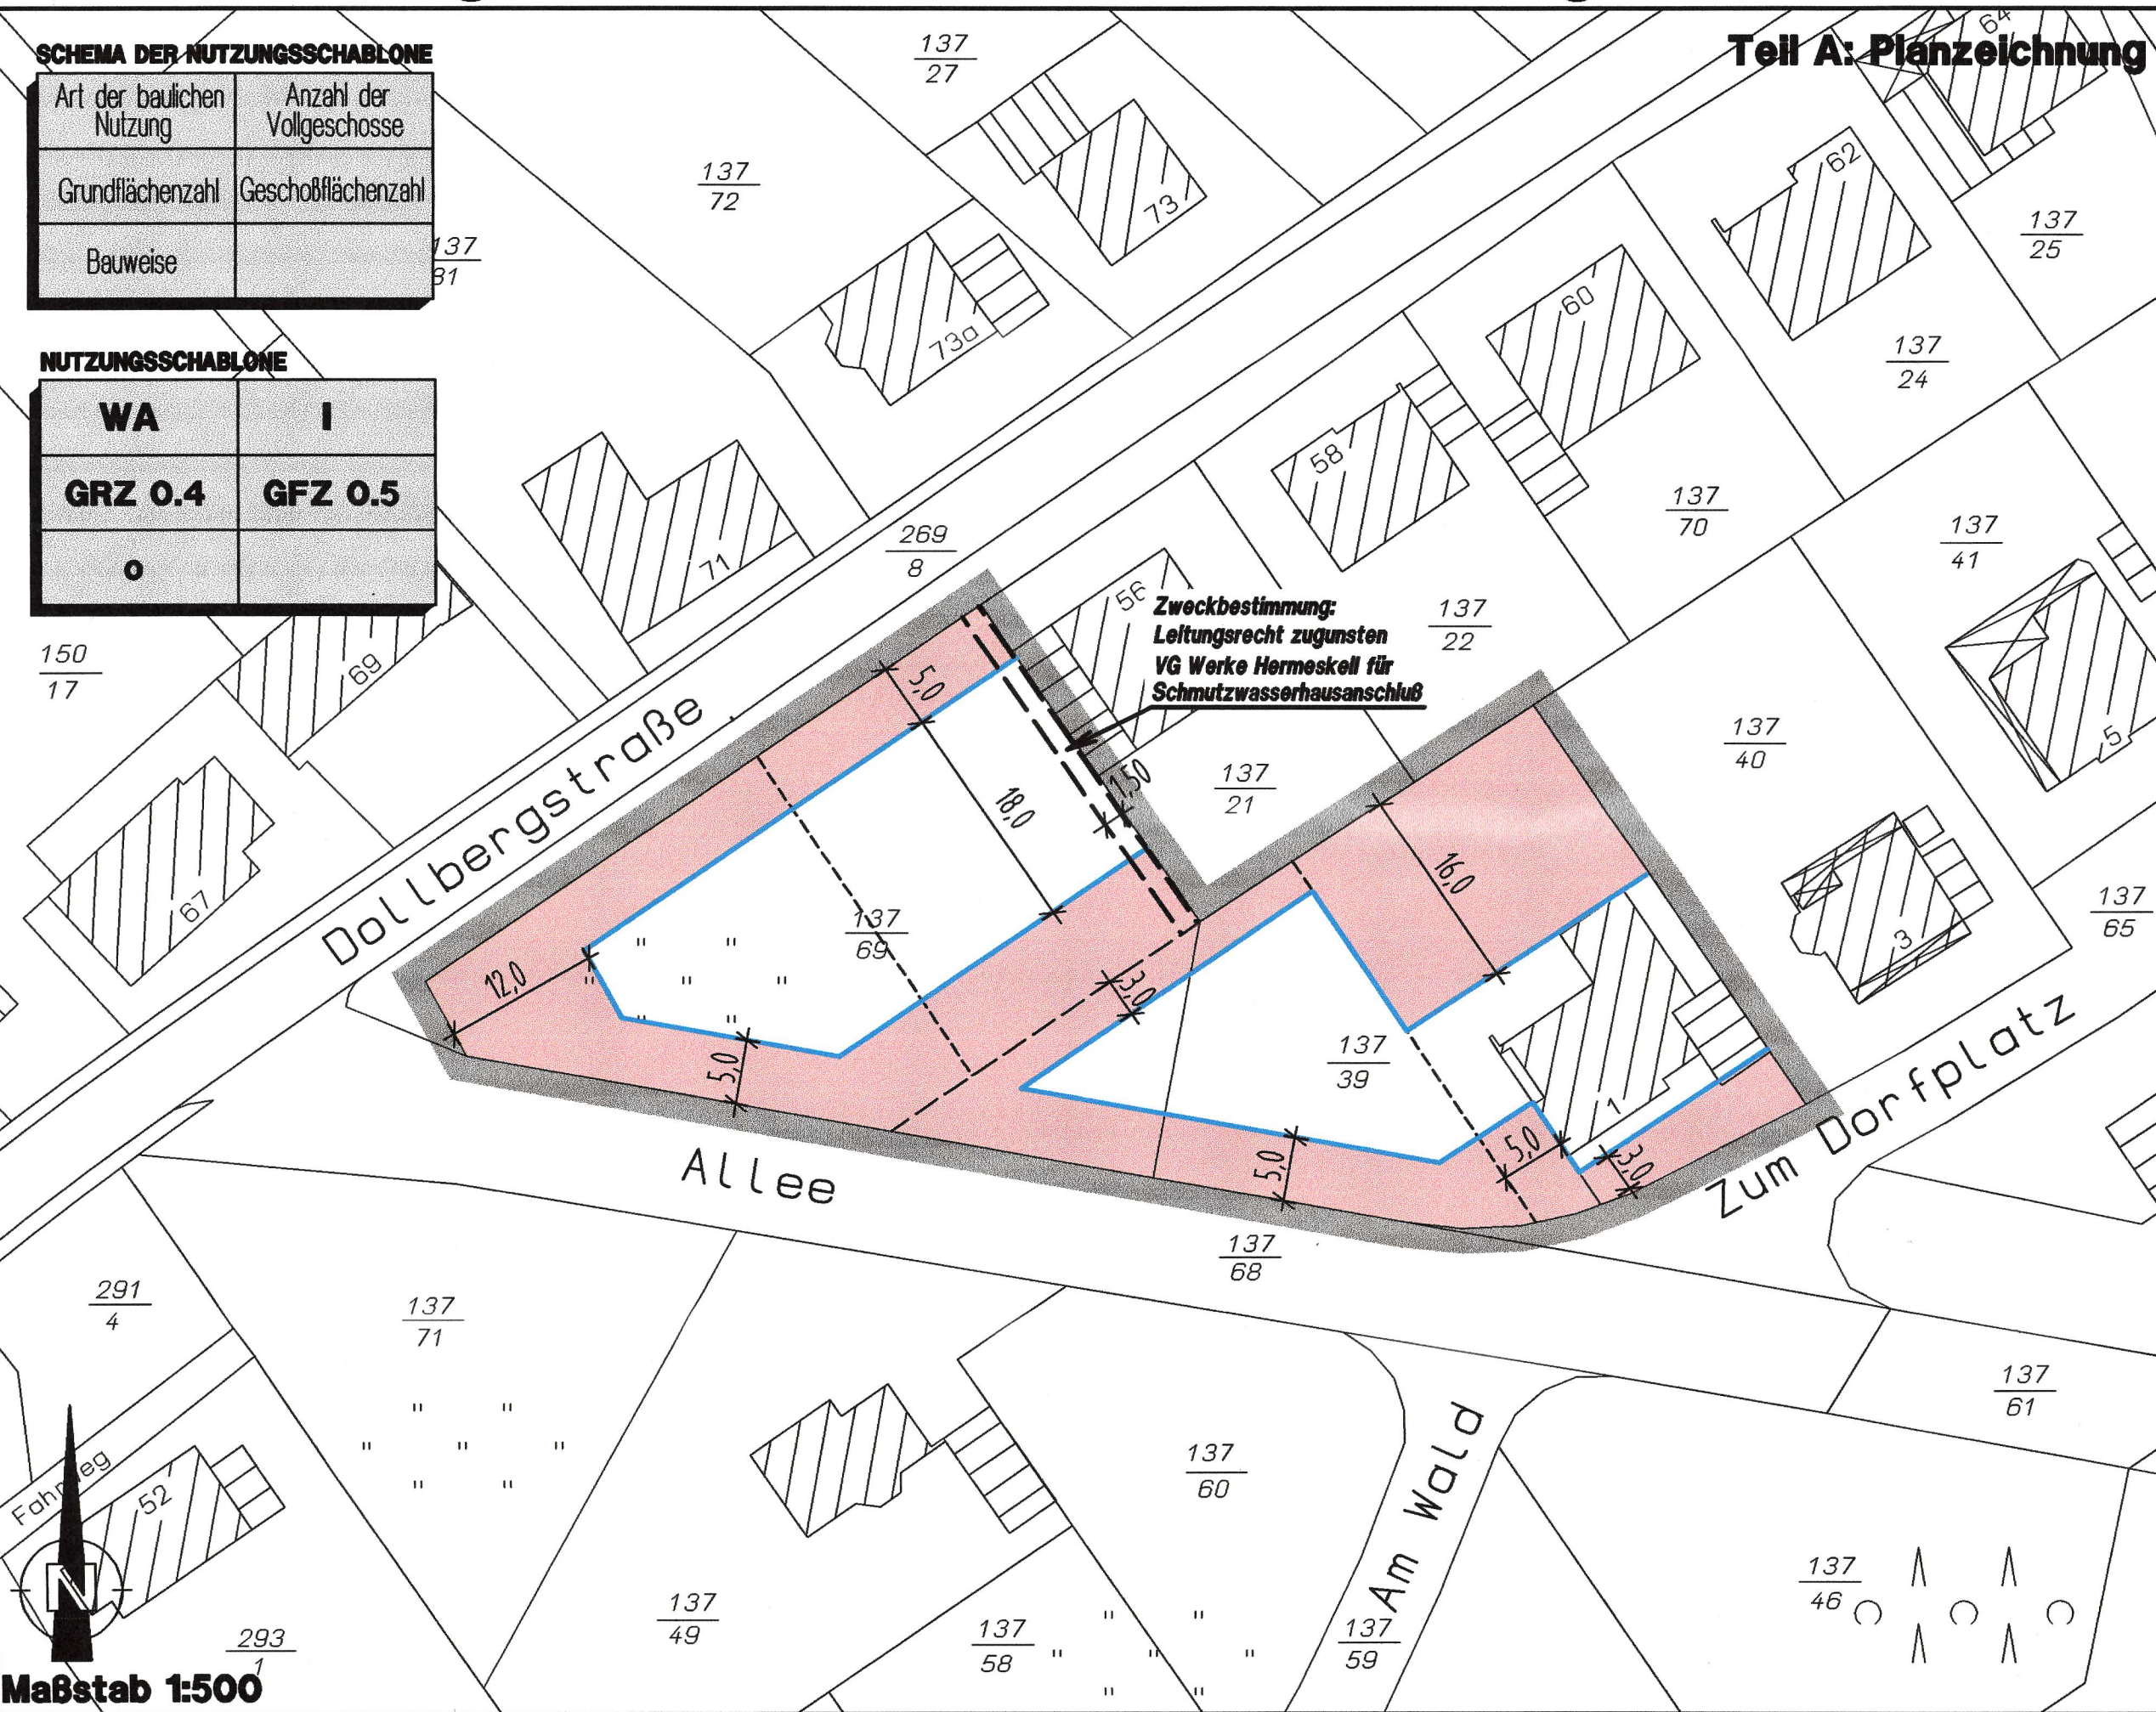 Teil A: Planzeichnung
SCHEMA DER NUTZUNGSSCHABLONE
Art der baulichen Nutzung
Anzahl der Vollgeschosse
Grundflächenzahl
Geschoßflächenzahl
Bauweise
NUTZUNGSSCHABLONE
WA
I
GRZ 0.4
GFZ 0.5
o
137
27
137
72
137
81
73
73a
64
62
137
25
60
137
24
58
137
70
137
41
71
269
8
56
Zweckbestimmung:
Leitungsrecht zugunsten
VG Werke Hermeskeil für
Schmutzwasserhausanschluß
137
22
150
17
69
67
5
137
40
137
21
137
65
3
Dollbergstraße
5,0
18,0
1,50
16,0
12,0
137
69
3,0
5,0
137
39
1
5,0
5,0
3,0
Allee
Zum Dorfplatz
137
68
291
4
137
71
137
61
137
60
Am Wald
Fahrweg
52
137
46
137
49
137
58
137
59
293
1
N
Maßstab 1:500